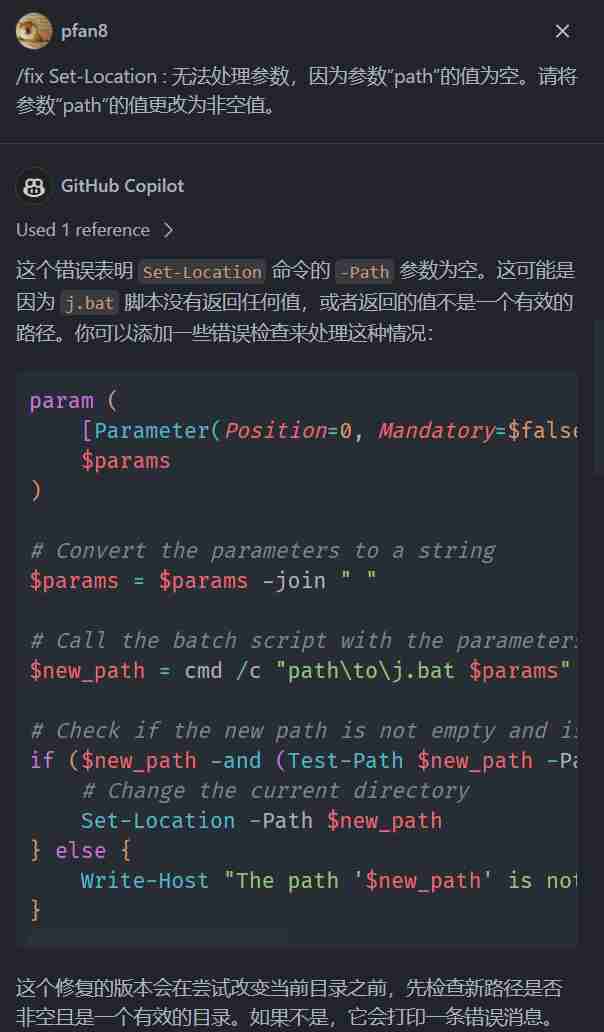 pfan8
/fix Set-Location : 无法处理参数，因为参数“path”的值为空。请将
参数“path”的值更改为非空值。
GitHub Copilot
Used 1 reference
这个错误表明 Set-Location 命令的 -Path 参数为空。这可能是
因为 j.bat 脚本没有返回任何值，或者返回的值不是一个有效的
路径。你可以添加一些错误检查来处理这种情况：
param (
[Parameter(Position=0, Mandatory=$false
$params
)
# Convert the parameters to a string
$params = $params -join " "
# Call the batch script with the parameters
$new_path = cmd /c "path\to\j.bat $params"
# Check if the new path is not empty and i
if ($new_path -and (Test-Path $new_path -Pa
# Change the current directory
Set-Location -Path $new_path
} else {
Write-Host "The path '$new_path' is not
}
这个修复的版本会在尝试改变当前目录之前，先检查新路径是否
非空且是一个有效的目录。如果不是，它会打印一条错误消息。